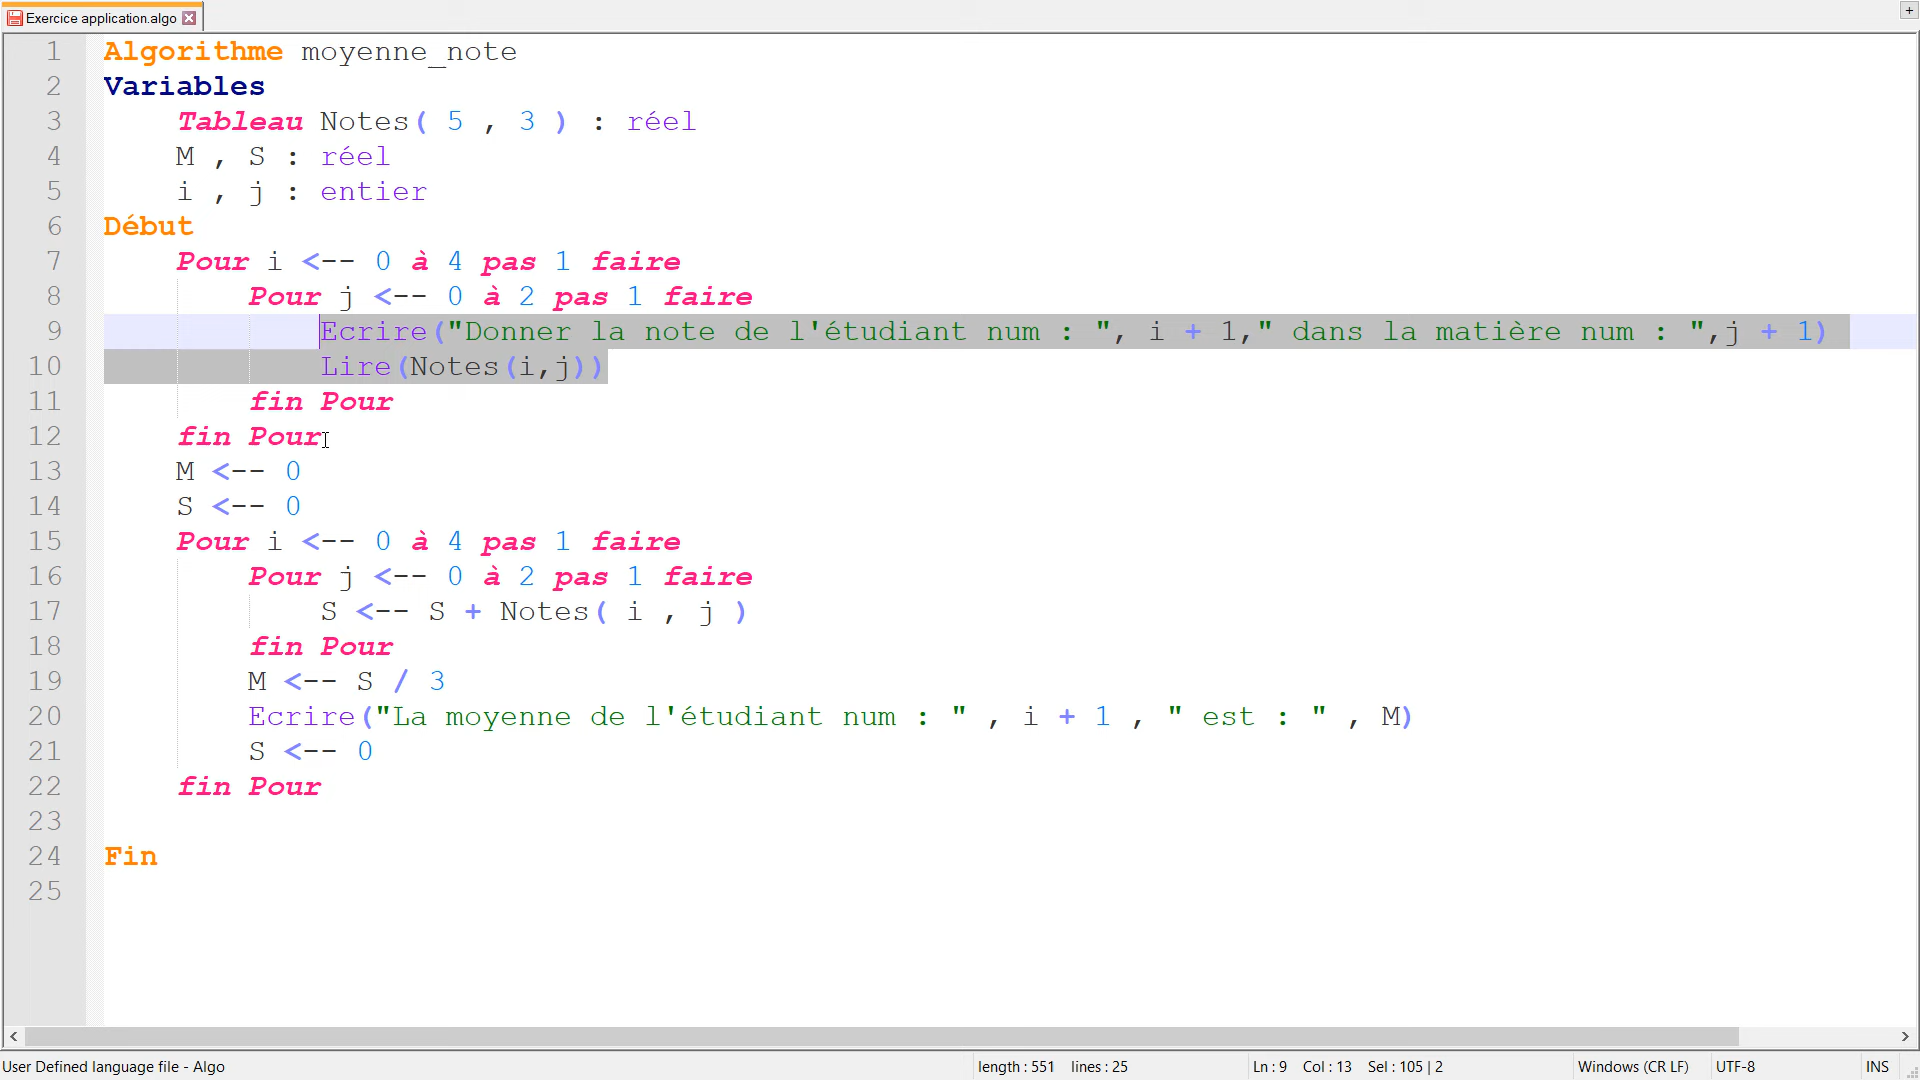 Exercice application.algo
1 Algorithme moyenne_note
2 Variables
3 Tableau Notes( 5 , 3 ) : réel
4 M , S : réel
5 i , j : entier
6 Début
7 Pour i <-- 0 à 4 pas 1 faire
8 Pour j <-- 0 à 2 pas 1 faire
9 Ecrire("Donner la note de l'étudiant num : ", i + 1," dans la matière num : ",j + 1)
10 Lire(Notes(i,j))
11 fin Pour
12 fin Pour
13 M <-- 0
14 S <-- 0
15 Pour i <-- 0 à 4 pas 1 faire
16 Pour j <-- 0 à 2 pas 1 faire
17 S <-- S + Notes( i , j )
18 fin Pour
19 M <-- S / 3
20 Ecrire("La moyenne de l'étudiant num : " , i + 1 , " est : " , M)
21 S <-- 0
22 fin Pour
23
24 Fin
25
User Defined language file - Algo length : 551 lines : 25 Ln : 9 Col : 13 Sel : 105 | 2 Windows (CR LF) UTF-8 INS